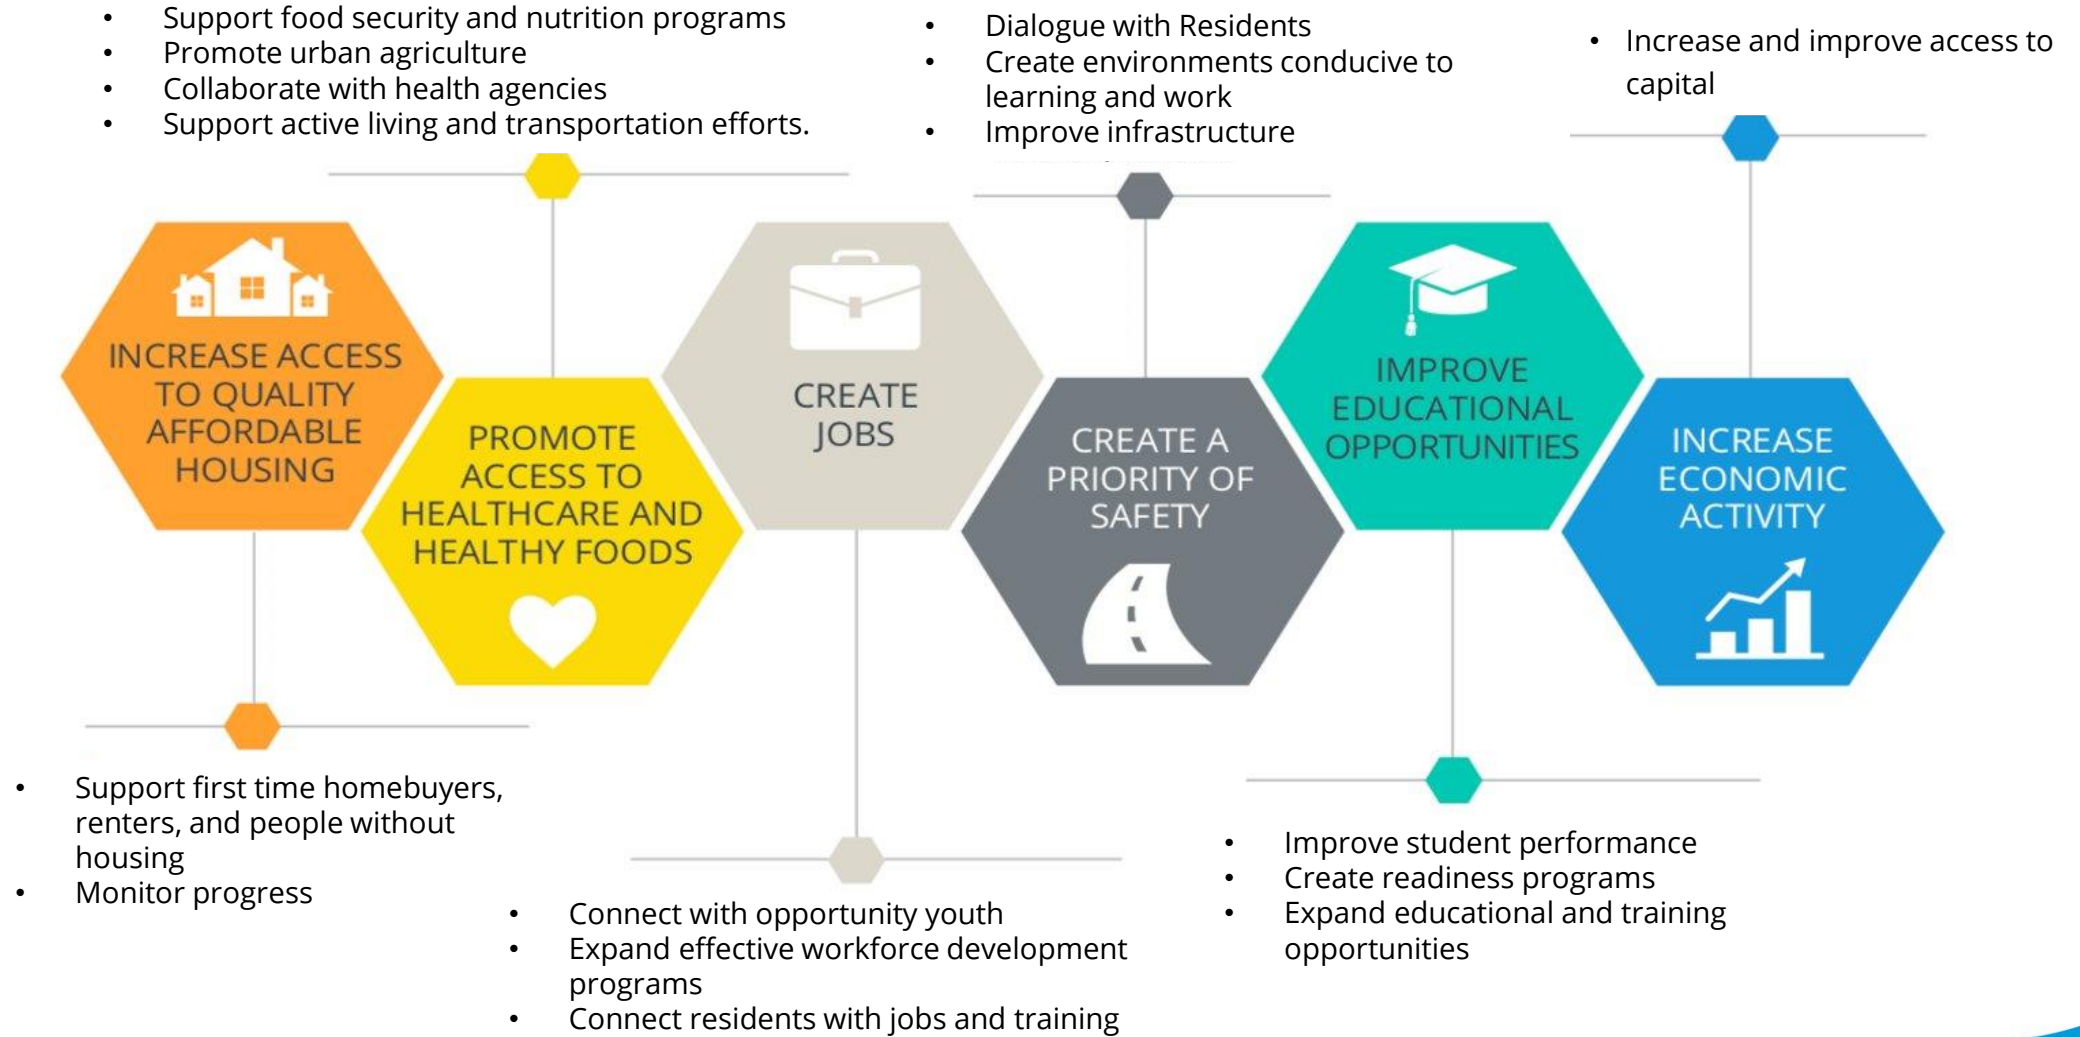 • Support food security and nutrition programs
• Promote urban agriculture
• Collaborate with health agencies
• Support active living and transportation efforts.
• Dialogue with Residents
• Create environments conducive to
learning and work
• Improve infrastructure
• Increase and improve access to
capital
INCREASE ACCESS
TO QUALITY
AFFORDABLE
HOUSING
PROMOTE
ACCESS TO
HEALTHCARE AND
HEALTHY FOODS
CREATE
JOBS
CREATE A
PRIORITY OF
SAFETY
IMPROVE
EDUCATIONAL
OPPORTUNITIES
INCREASE
ECONOMIC
ACTIVITY
• Support first time homebuyers,
renters, and people without
housing
• Monitor progress
• Connect with opportunity youth
• Expand effective workforce development
programs
• Connect residents with jobs and training
• Improve student performance
• Create readiness programs
• Expand educational and training
opportunities